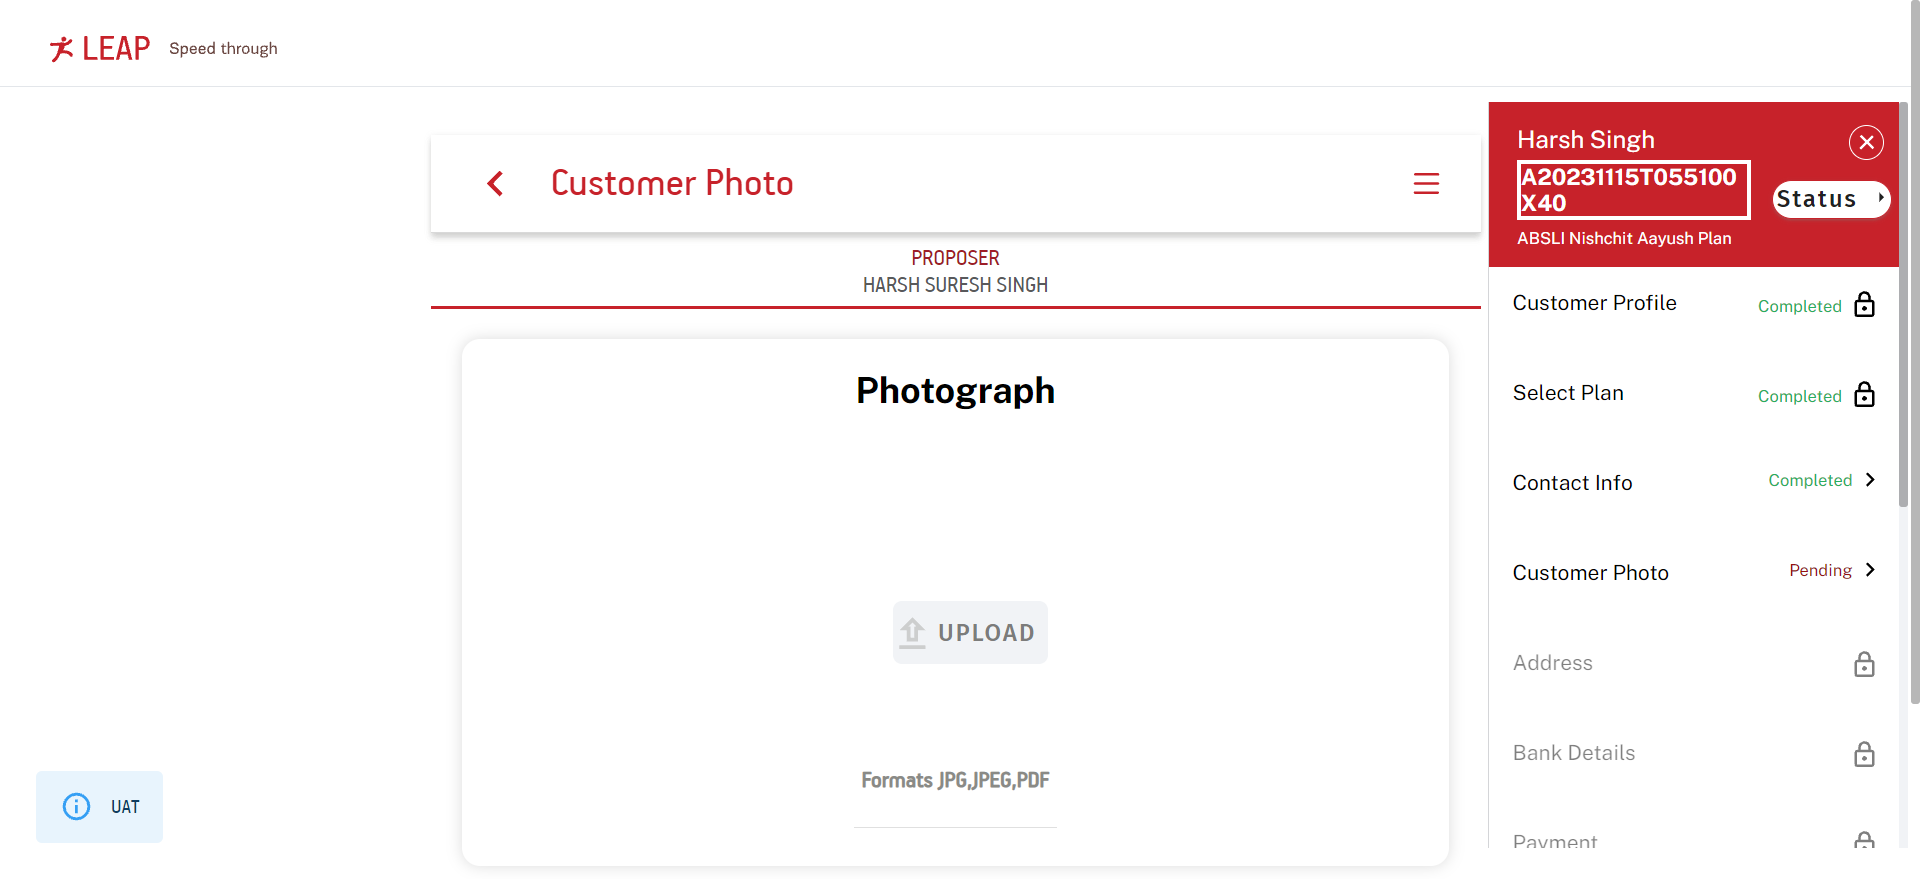 LEAP Speed through
Customer Photo
PROPOSER
HARSH SURESH SINGH
Photograph
UPLOAD
Formats JPG,JPEG,PDF
UAT
Harsh Singh
A20231115T055100
X40
Status
ABSLI Nishchit Aayush Plan
Customer Profile Completed
Select Plan Completed
Contact Info Completed
Customer Photo Pending
Address
Bank Details
Payment